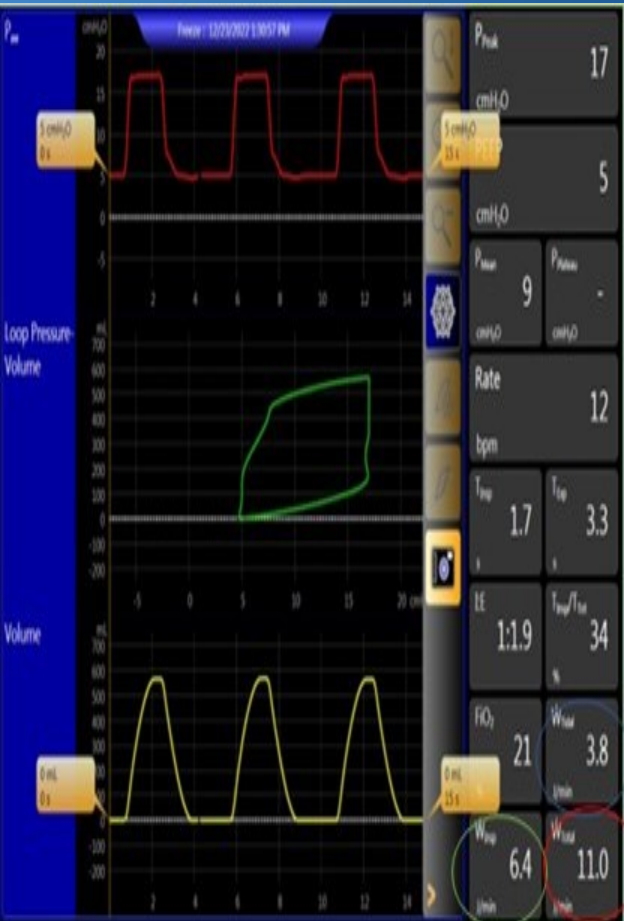 Freeze : 12/23/2022 1:30:57 PM
Paw
cmH2O
20
15
10
5
0
-5
5 cmH2O
0 s
5 cmH2O
15 s
2
4
6
8
10
12
14
Loop Pressure-
Volume
mL
700
600
500
400
300
200
100
0
-100
-200
-5
0
5
10
15
20
Volume
mL
700
600
500
400
300
200
100
0
-100
-200
0 mL
0 s
0 mL
15 s
2
4
6
8
10
12
14
PPeak
17
cmH2O
PEEP
5
cmH2O
PMean
9
cmH2O
PPlateau
-
cmH2O
Rate
12
bpm
TInsp
1.7
s
TExp
3.3
s
I:E
1:1.9
TInsp/TTot
34
%
FiO2
21
3.8
J/min
WInsp
6.4
J/min
WTotal
11.0
J/min